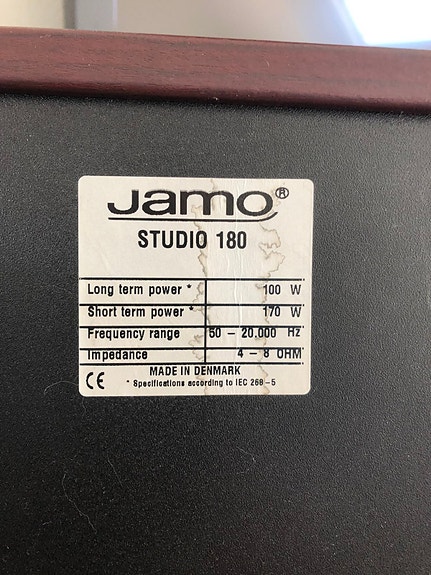 Jamo®
STUDIO 180
Long term power * 100 W
Short term power * 170 W
Frequency range 50 – 20.000 Hz
Impedance 4 – 8 OHM
MADE IN DENMARK
CE * Specifications according to IEC 268-5